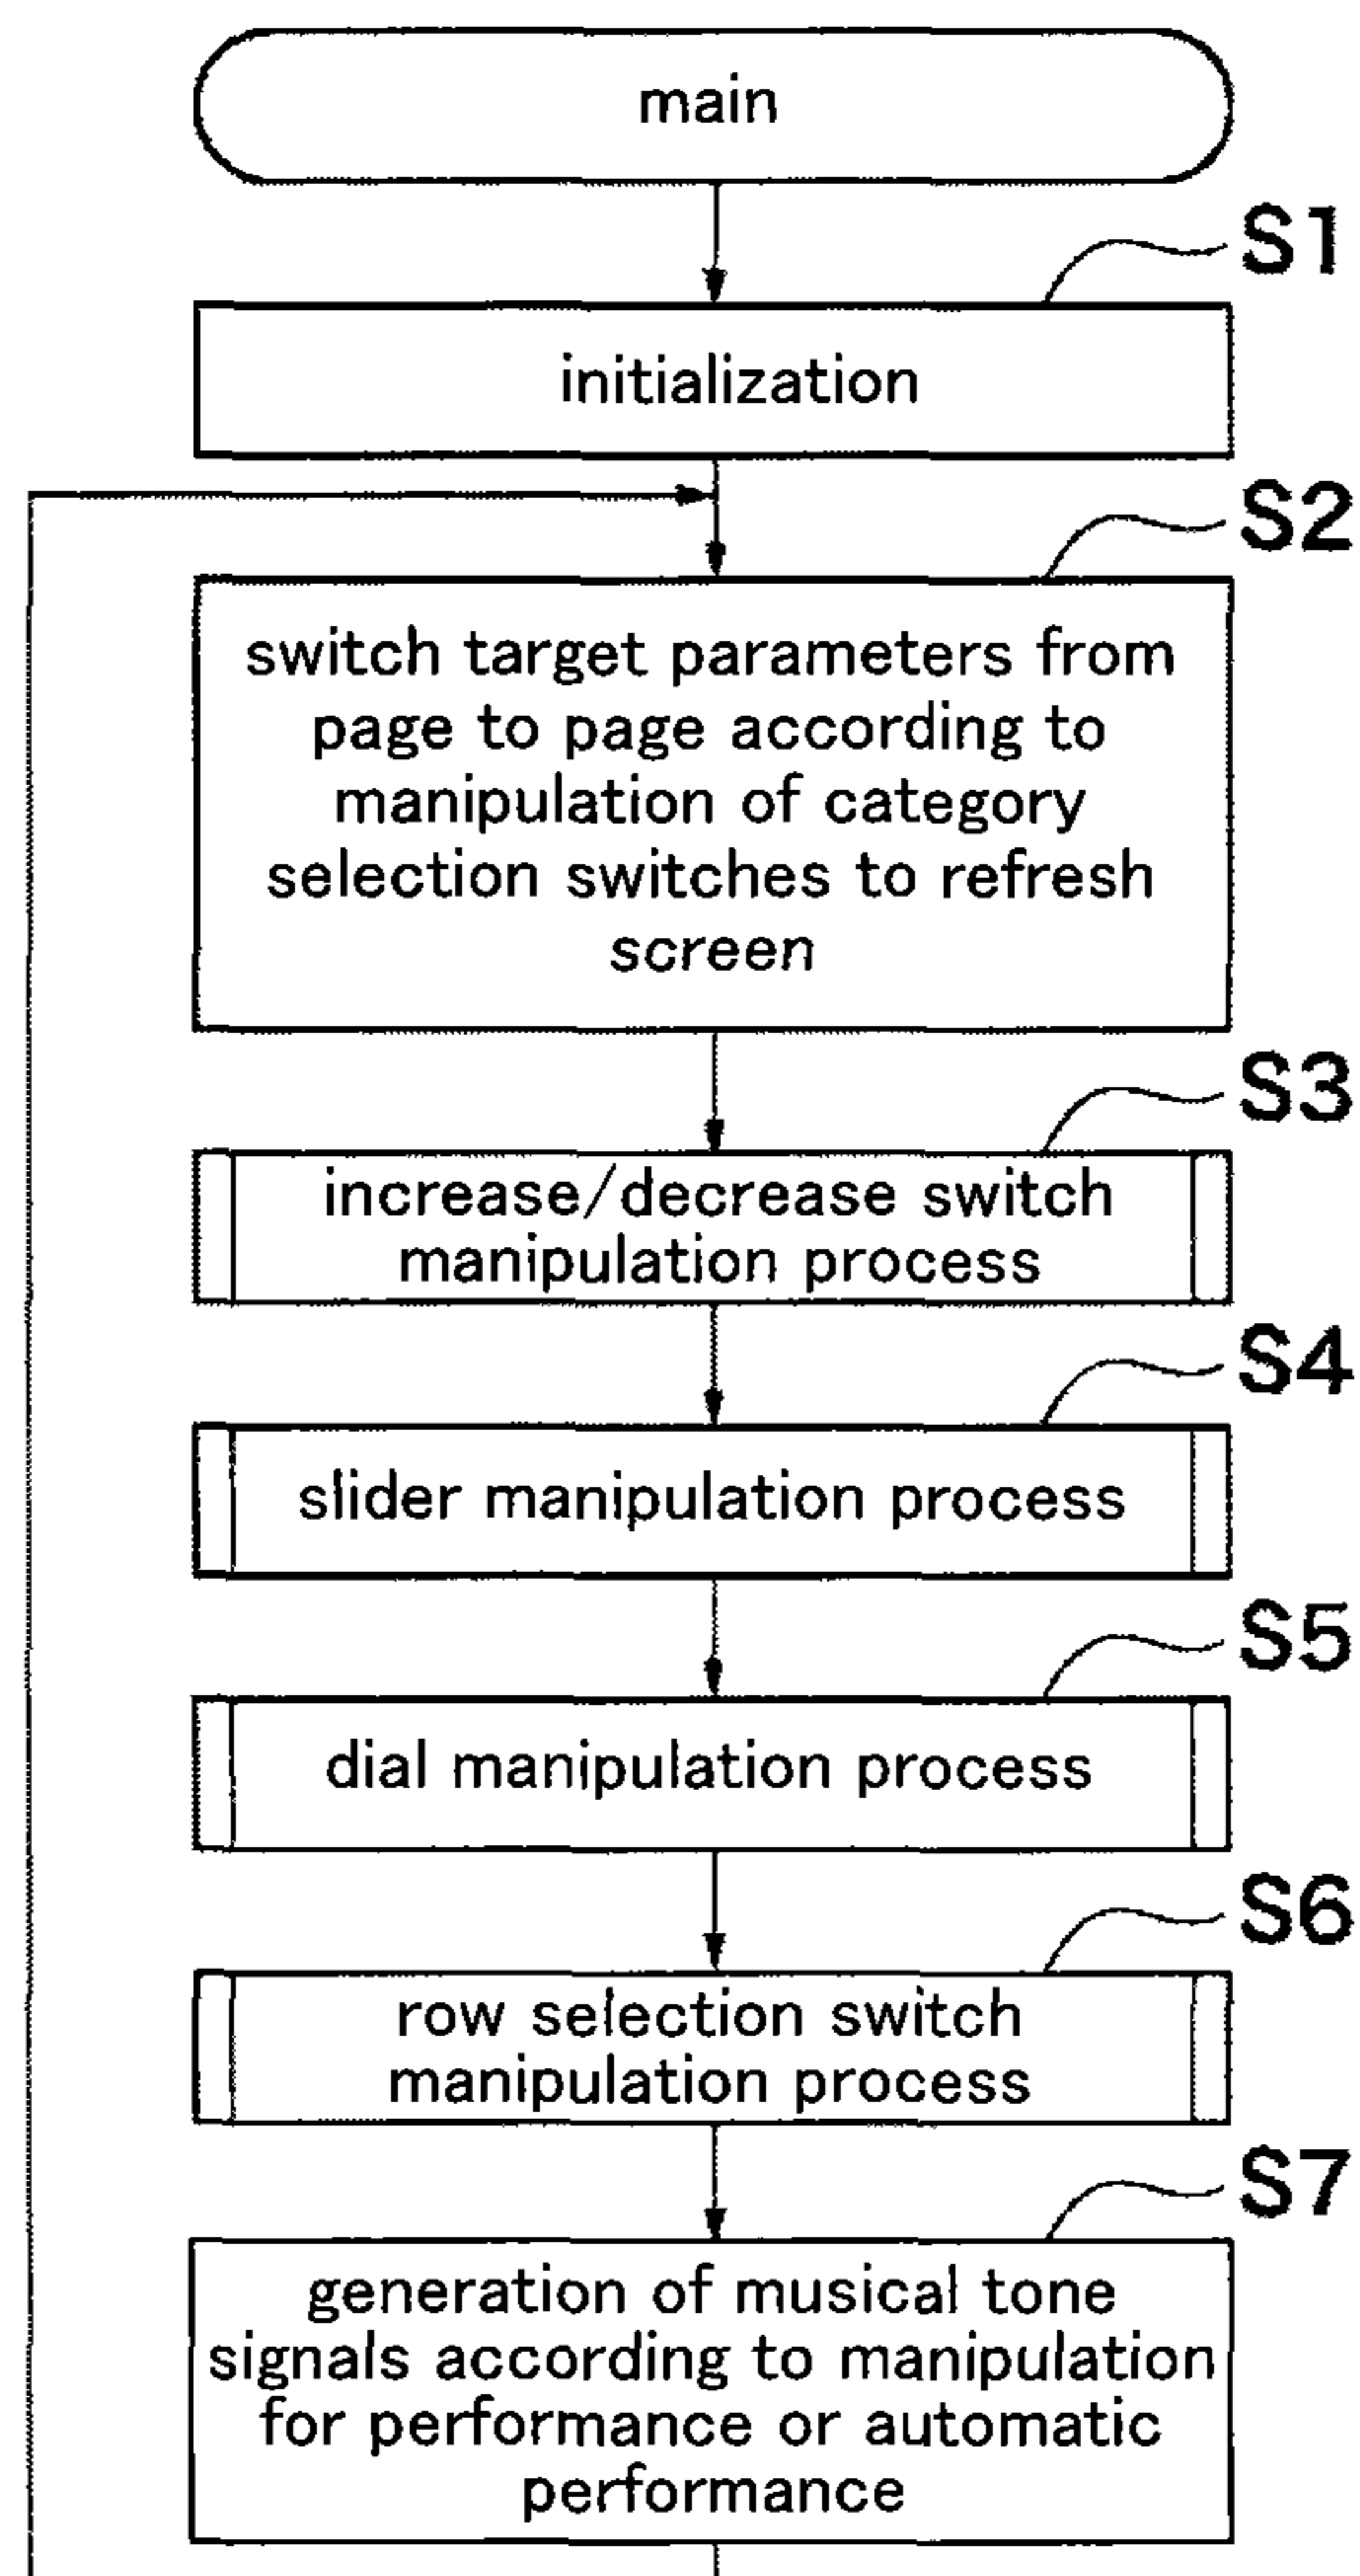 main
S1
initialization
S2
switch target parameters from
page to page according to
manipulation of category
selection switches to refresh
screen
S3
increase/decrease switch
manipulation process
S4
slider manipulation process
S5
dial manipulation process
S6
row selection switch
manipulation process
S7
generation of musical tone
signals according to manipulation
for performance or automatic
performance